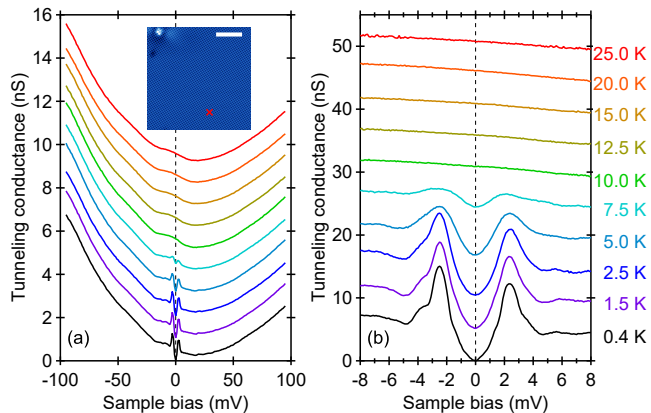 16
14
12
10
8
6
4
2
0
Tunneling conductance (nS)
(a)
-100
-50
0
50
100
Sample bias (mV)
50
40
30
20
10
0
Tunneling conductance (nS)
(b)
-8
-6
-4
-2
0
2
4
6
8
Sample bias (mV)
25.0 K
20.0 K
15.0 K
12.5 K
10.0 K
7.5 K
5.0 K
2.5 K
1.5 K
0.4 K